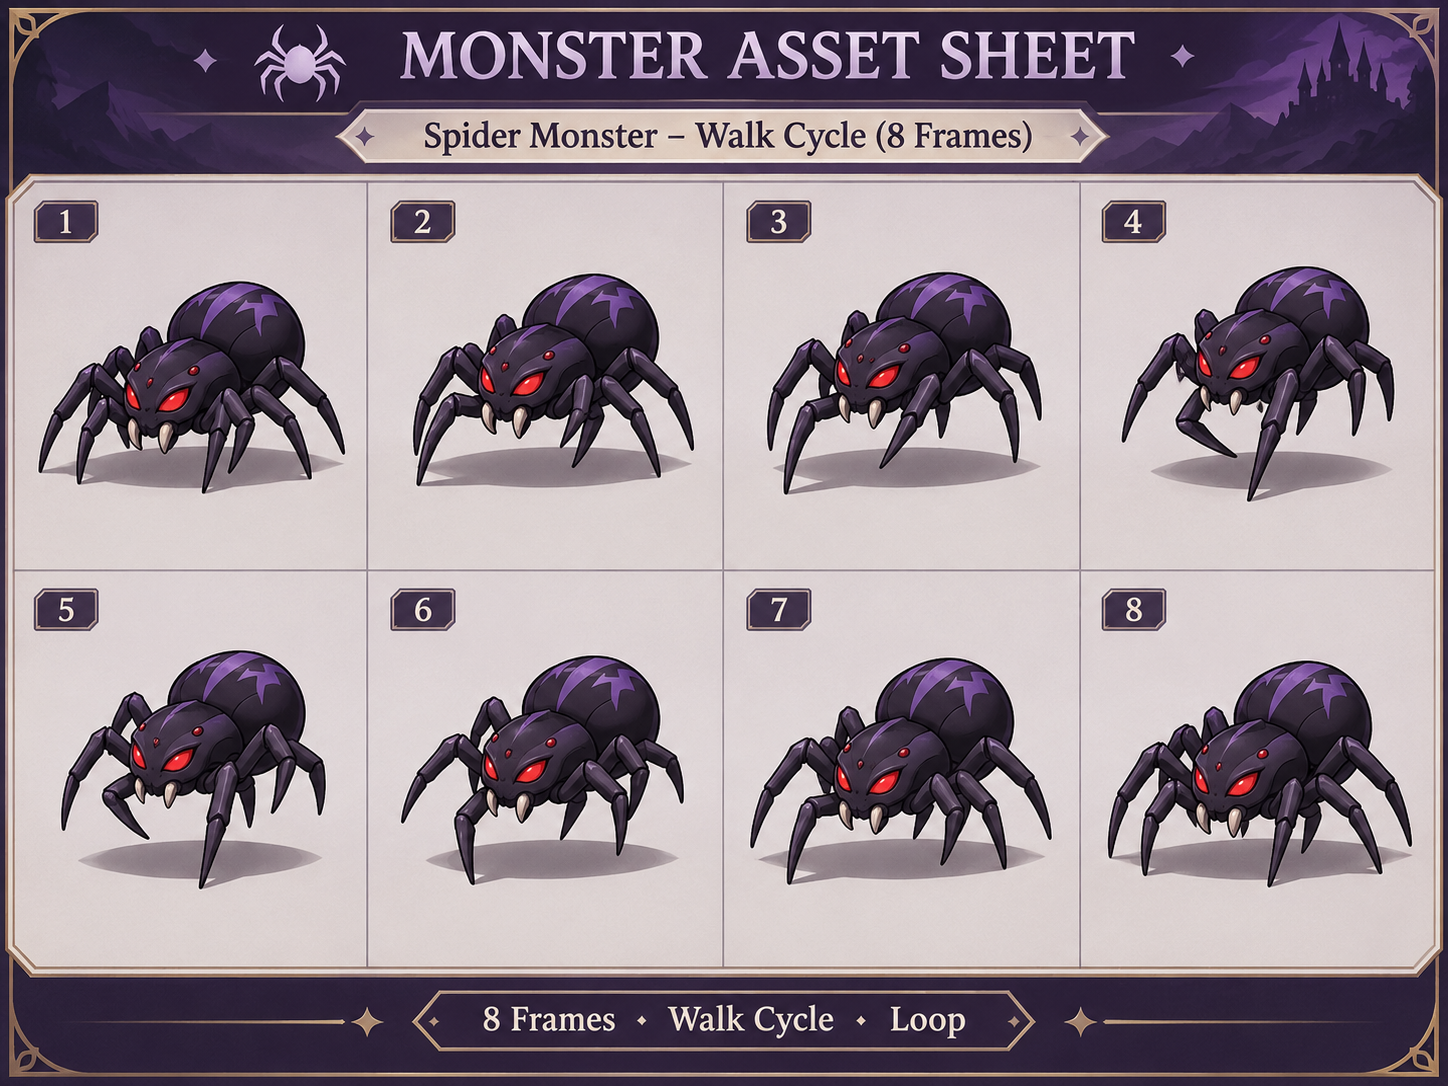 MONSTER ASSET SHEET
Spider Monster – Walk Cycle (8 Frames)
1
2
3
4
5
6
7
8
8 Frames • Walk Cycle • Loop